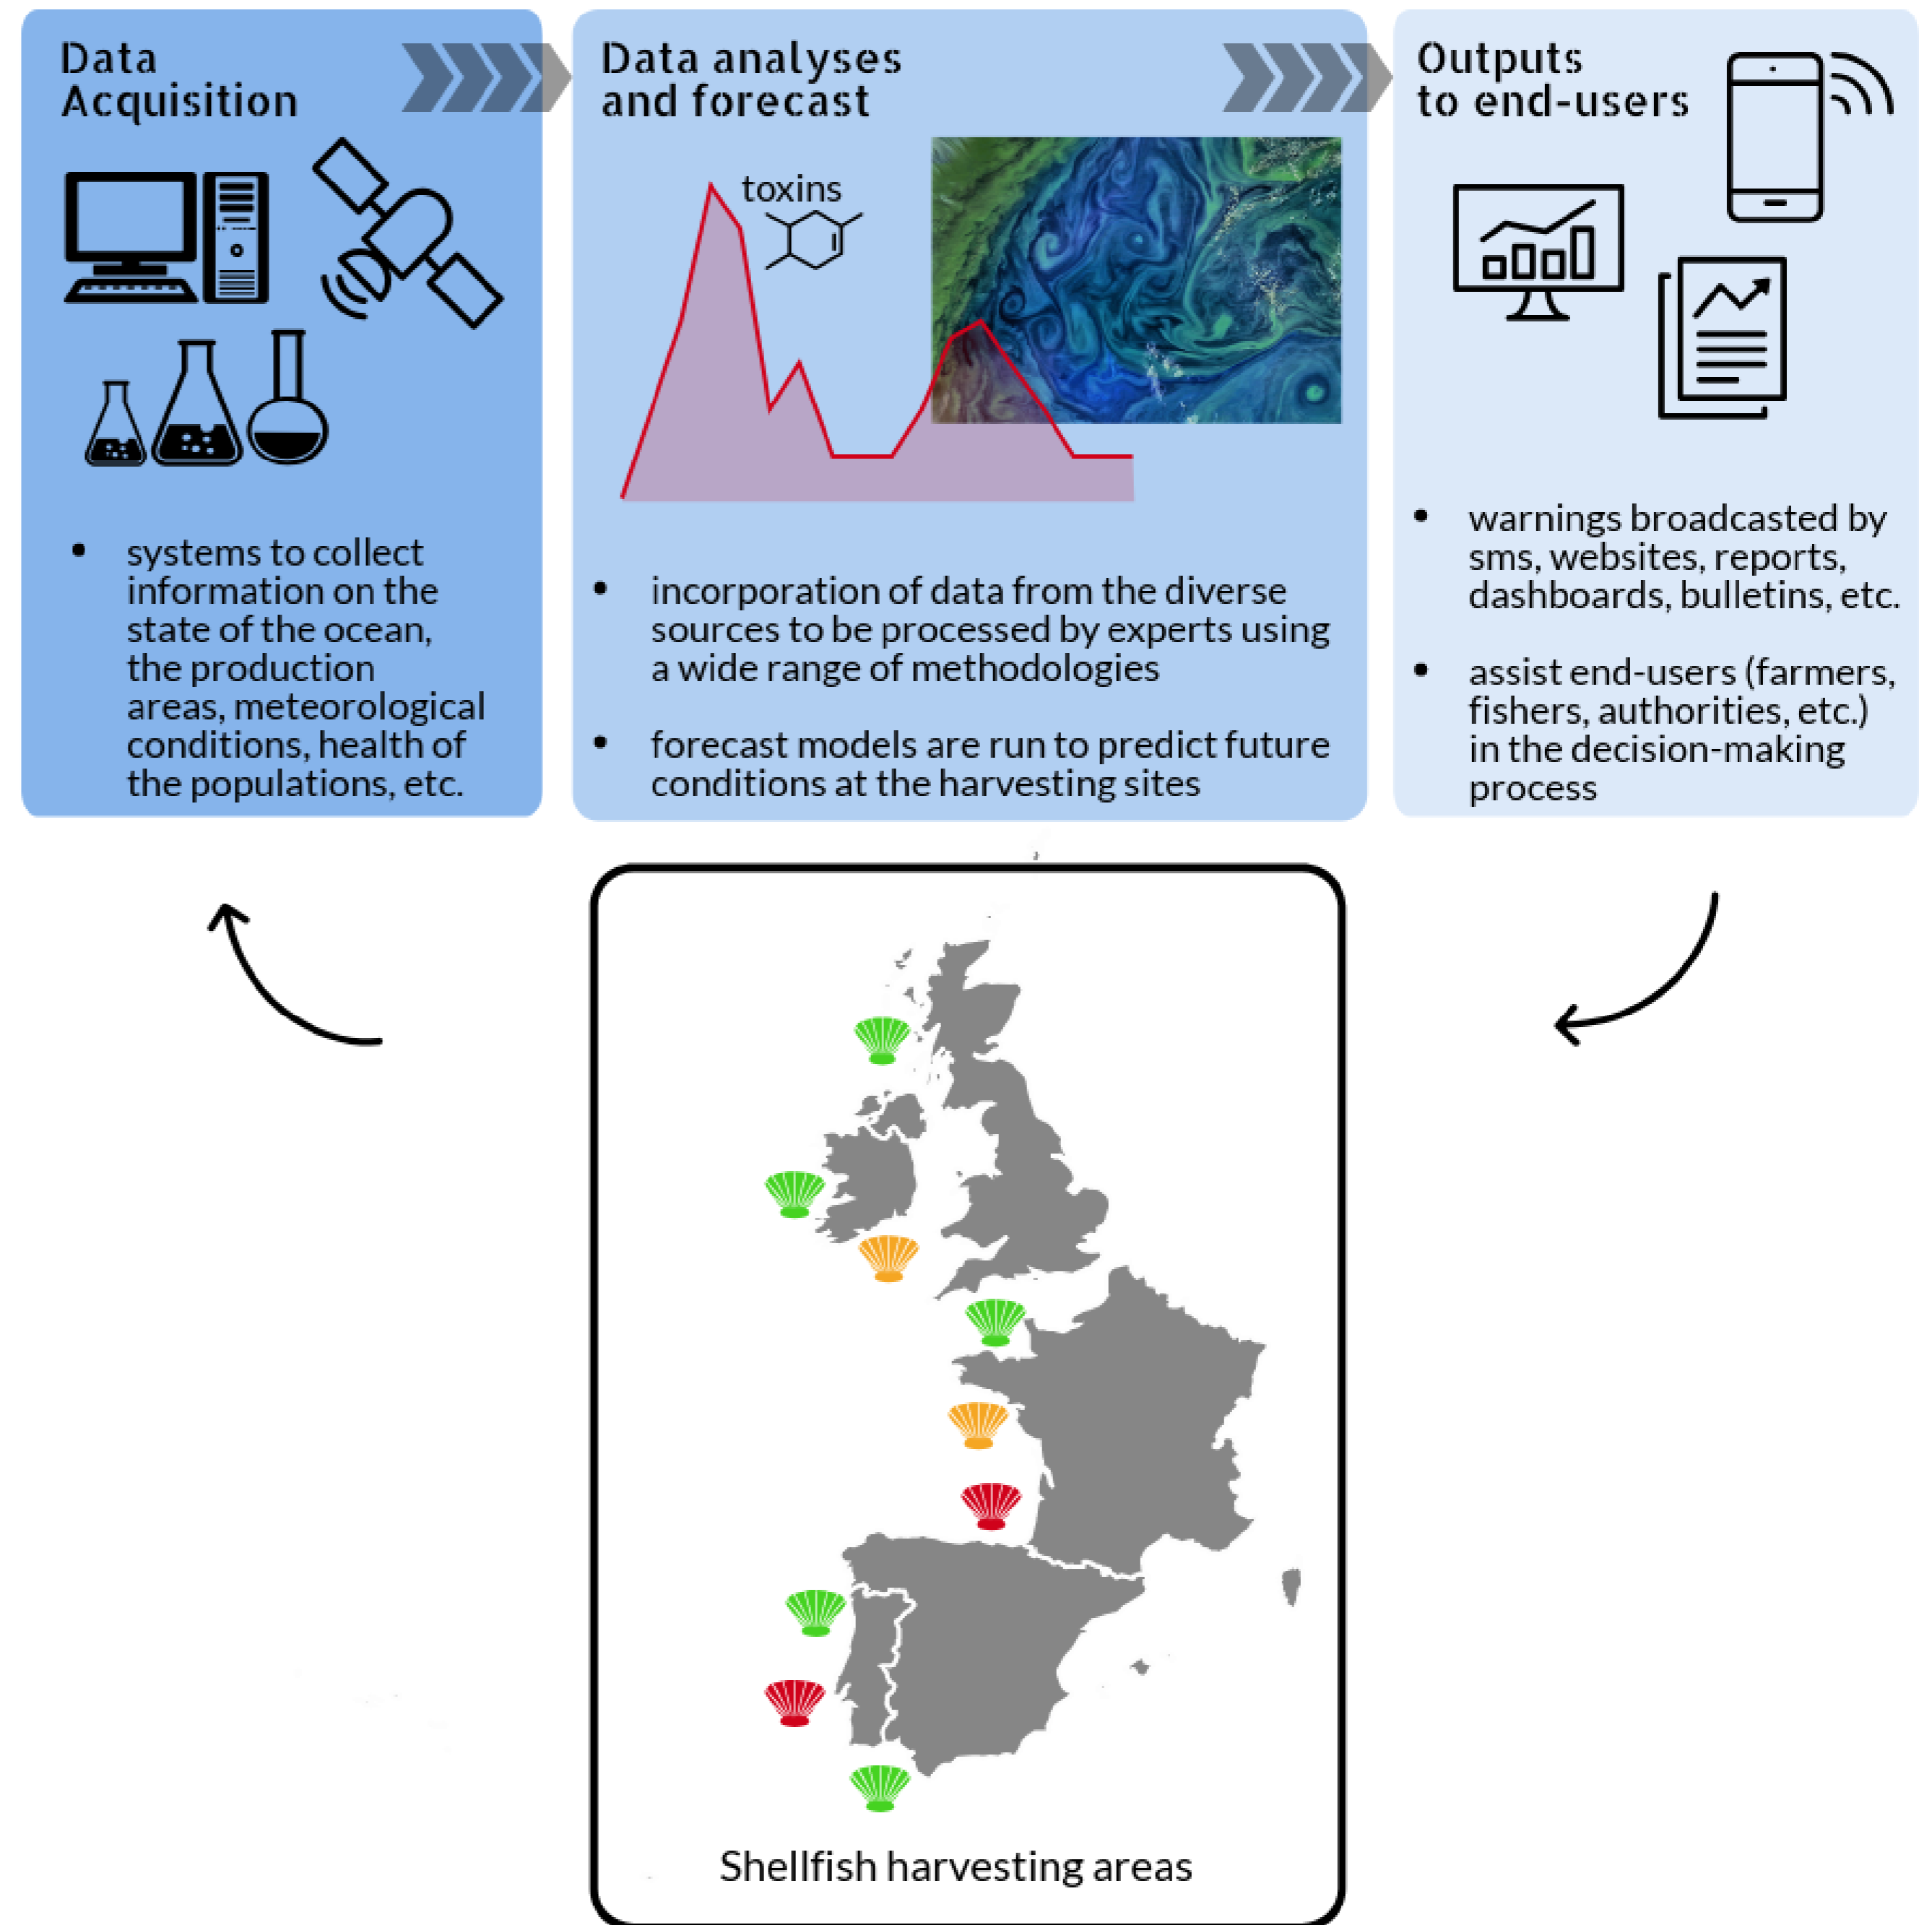 Data
Acquisition
systems to collect
information on the
state of the ocean,
the production
areas, meteorological
conditions, health of
the populations, etc.
Data analyses
and forecast
toxins
incorporation of data from the diverse
sources to be processed by experts using
a wide range of methodologies
forecast models are run to predict future
conditions at the harvesting sites
Outputs
to end-users
warnings broadcasted by
sms, websites, reports,
dashboards, bulletins, etc.
assist end-users (farmers,
fishers, authorities, etc.)
in the decision-making
process
Shellfish harvesting areas